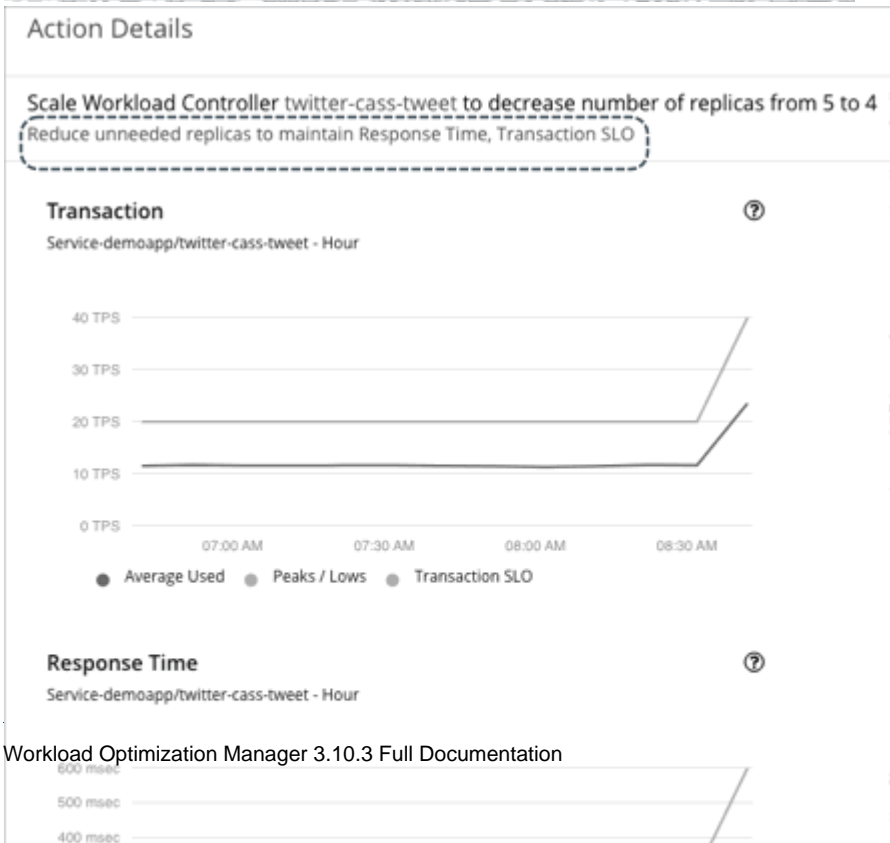 Action Details
Scale Workload Controller twitter-cass-tweet to decrease number of replicas from 5 to 4
Reduce unneeded replicas to maintain Response Time, Transaction SLO
Transaction
Service-demoapp/twitter-cass-tweet - Hour
40 TPS
30 TPS
20 TPS
10 TPS
0 TPS
07:00 AM 07:30 AM 08:00 AM 08:30 AM
Average Used Peaks / Lows Transaction SLO
Response Time
Service-demoapp/twitter-cass-tweet - Hour
Workload Optimization Manager 3.10.3 Full Documentation
600 msec
500 msec
400 msec